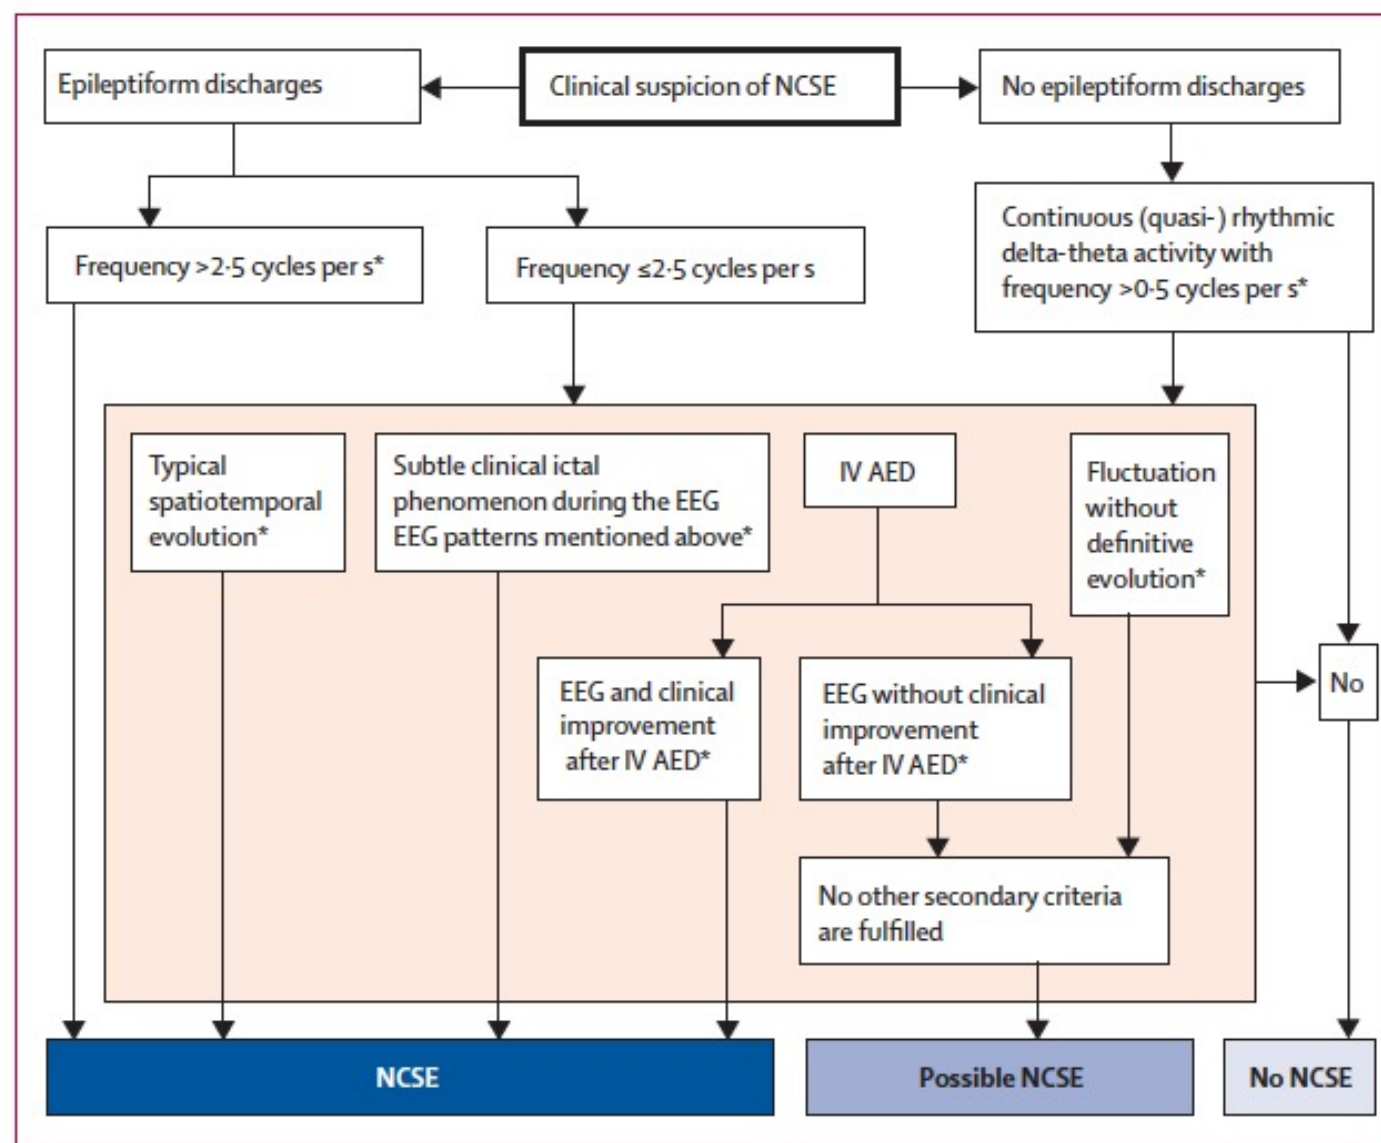 Epileptiform discharges
Clinical suspicion of NCSE
No epileptiform discharges
Frequency >2·5 cycles per s*
Frequency ≤2·5 cycles per s
Continuous (quasi-) rhythmic
delta-theta activity with
frequency >0·5 cycles per s*
Typical
spatiotemporal
evolution*
Subtle clinical ictal
phenomenon during the EEG
EEG patterns mentioned above*
IV AED
Fluctuation
without
definitive
evolution*
EEG and clinical
improvement
after IV AED*
EEG without clinical
improvement
after IV AED*
No
No other secondary criteria
are fulfilled
NCSE
Possible NCSE
No NCSE